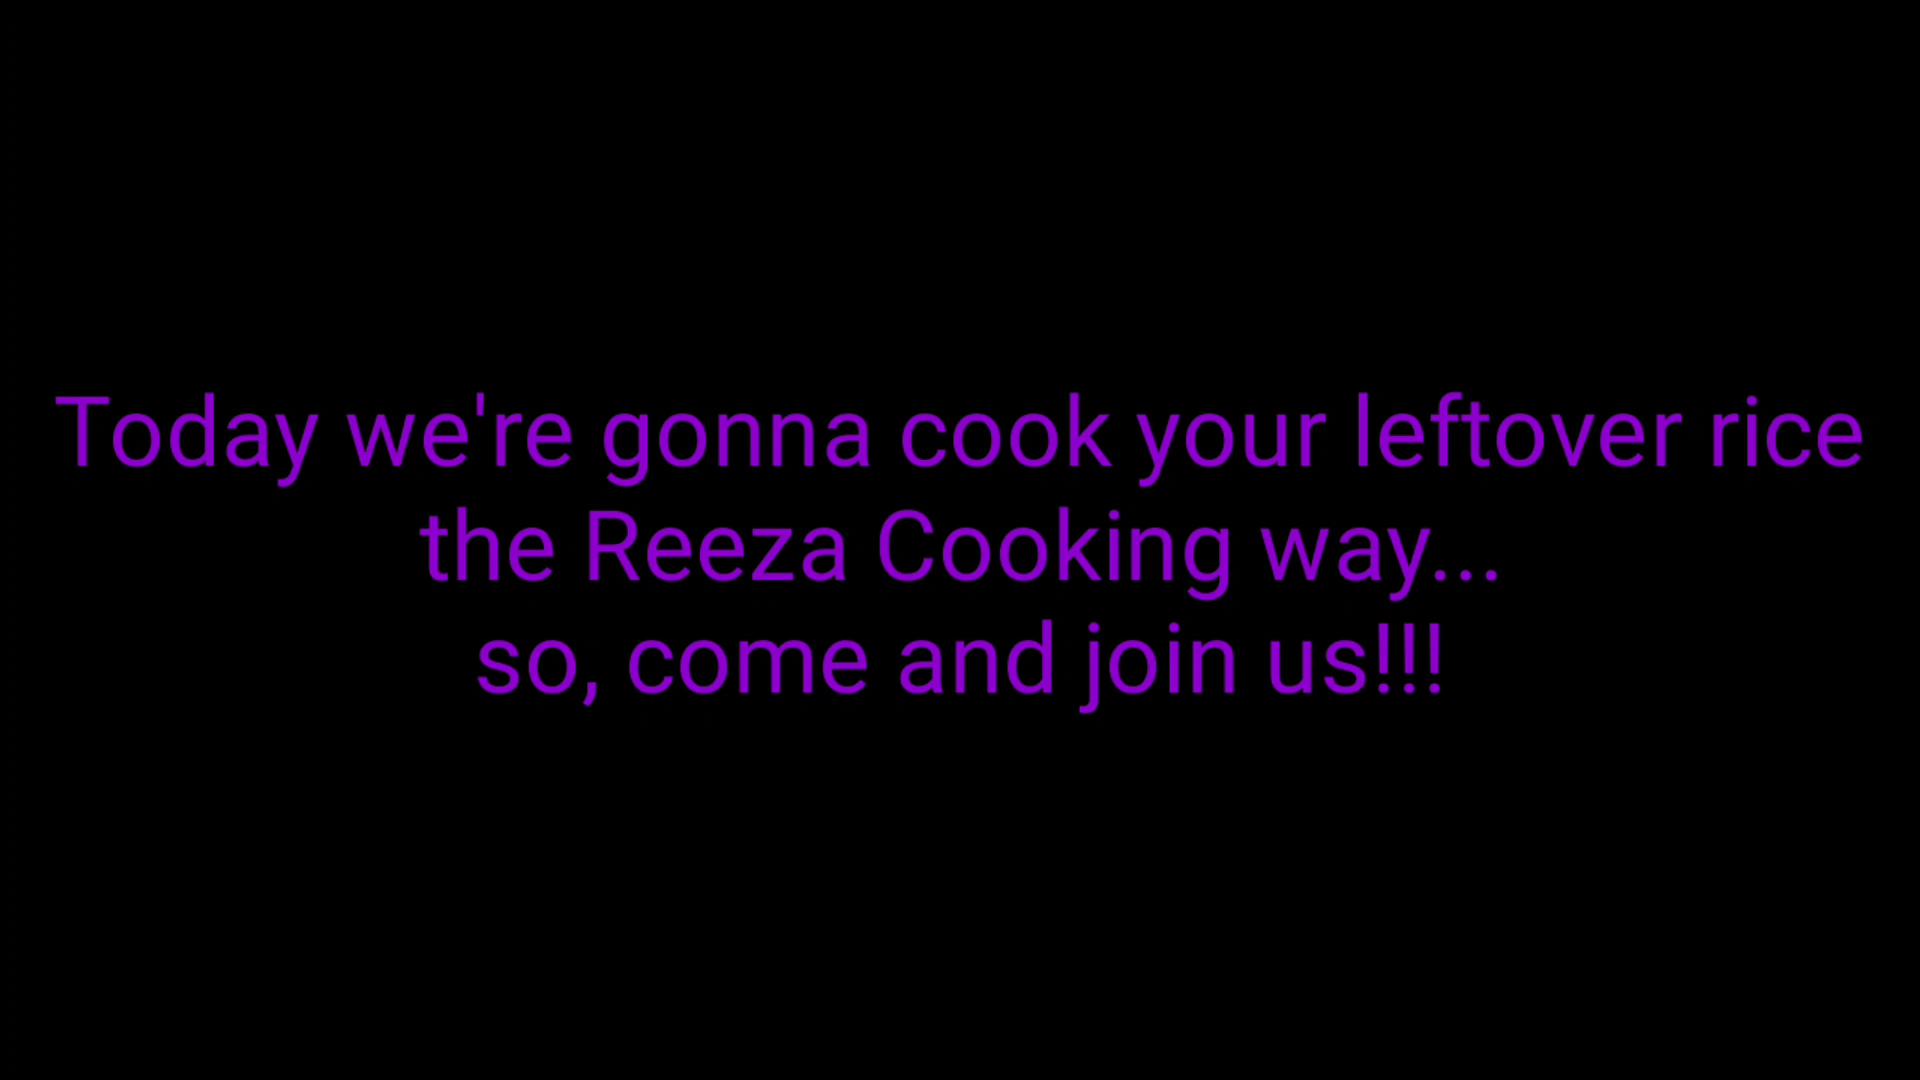 Today we're gonna cook your leftover rice
the Reeza Cooking way...
so, come and join us!!!